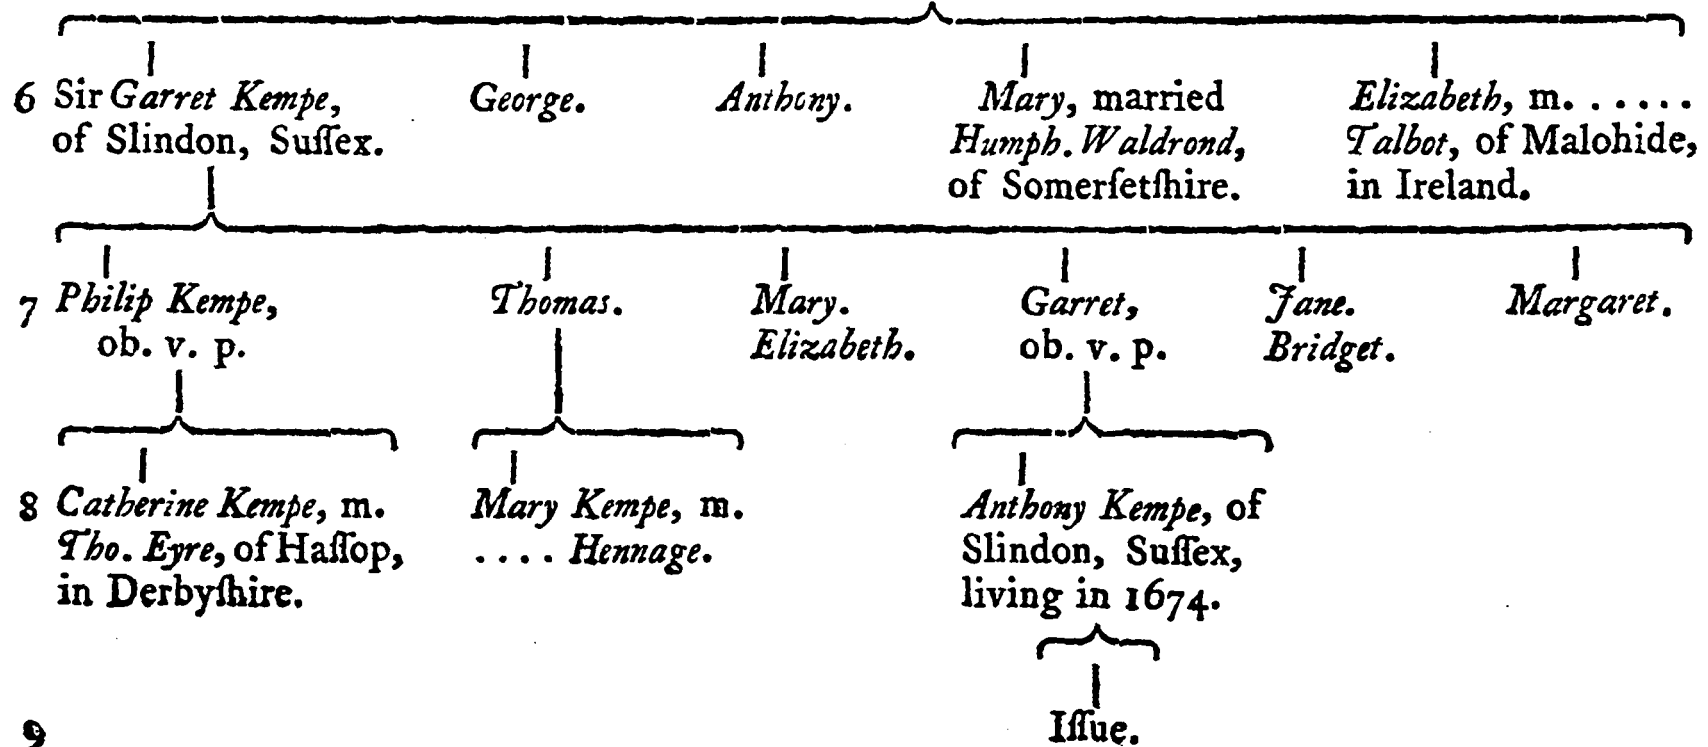 6 Sir Garret Kempe,
of Slindon, Suſſex.
George.
Anthony.
Mary, married
Humph. Waldrond,
of Somerſetſhire.
Elizabeth, m. . . . . . .
Talbot, of Malohide,
in Ireland.
7 Philip Kempe,
ob. v. p.
Thomas.
Mary.
Elizabeth.
Garret,
ob. v. p.
Jane.
Bridget.
Margaret.
8 Catherine Kempe, m.
Tho. Eyre, of Haſſop,
in Derbyſhire.
Mary Kempe, m.
. . . . Hennage.
Anthony Kempe, of
Slindon, Suſſex,
living in 1674.
9
Iſſue.